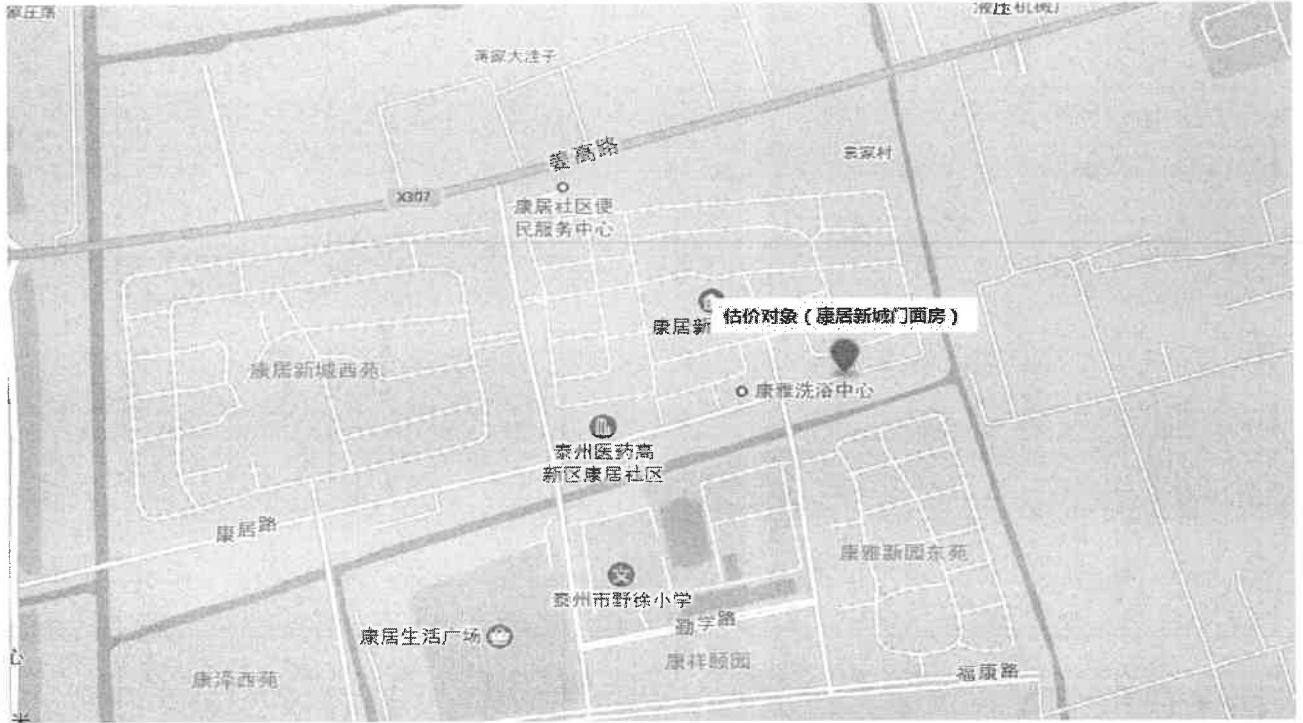 蒋家大洼子
姜高路
袁家村
X307
康居社区便
民服务中心
估价对象（康居新城门面房）
康居新
康居新城西苑
康雅洗浴中心
泰州医药高
新区康居社区
康居路
康雅新园东苑
泰州市野徐小学
勤学路
康居生活广场
康祥颐园
福康路
康泽西苑
心